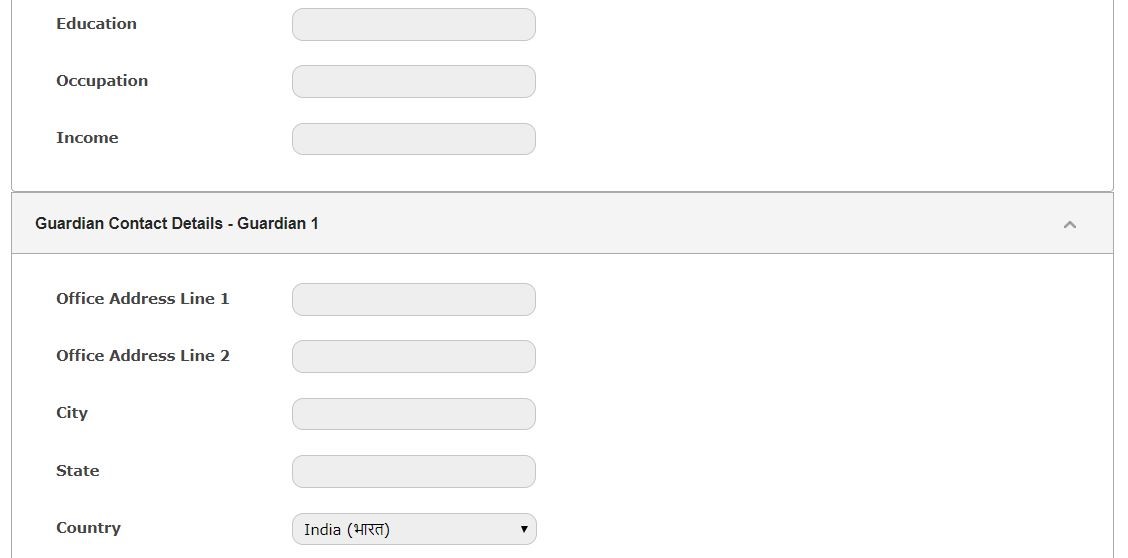 Education
Occupation
Income
Guardian Contact Details - Guardian 1
Office Address Line 1
Office Address Line 2
City
State
Country
India (भारत)